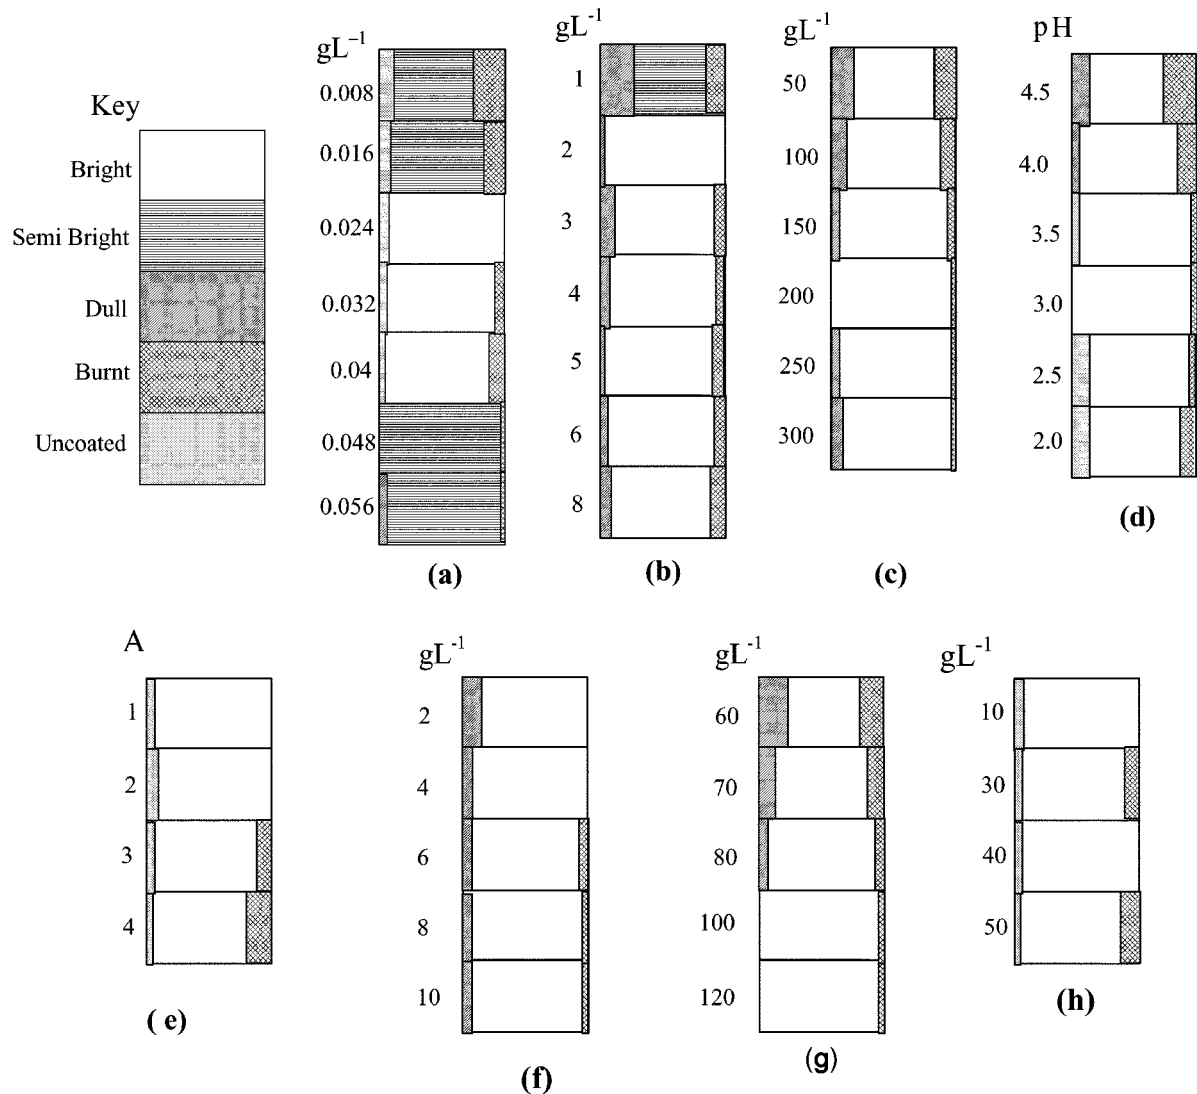 Key
Bright
Semi Bright
Dull
Burnt
Uncoated
gL⁻¹
0.008
0.016
0.024
0.032
0.04
0.048
0.056
(a)
gL⁻¹
1
2
3
4
5
6
8
(b)
gL⁻¹
50
100
150
200
250
300
(c)
pH
4.5
4.0
3.5
3.0
2.5
2.0
(d)
A
1
2
3
4
( e)
gL⁻¹
2
4
6
8
10
(f)
gL⁻¹
60
70
80
100
120
(g)
gL⁻¹
10
30
40
50
(h)